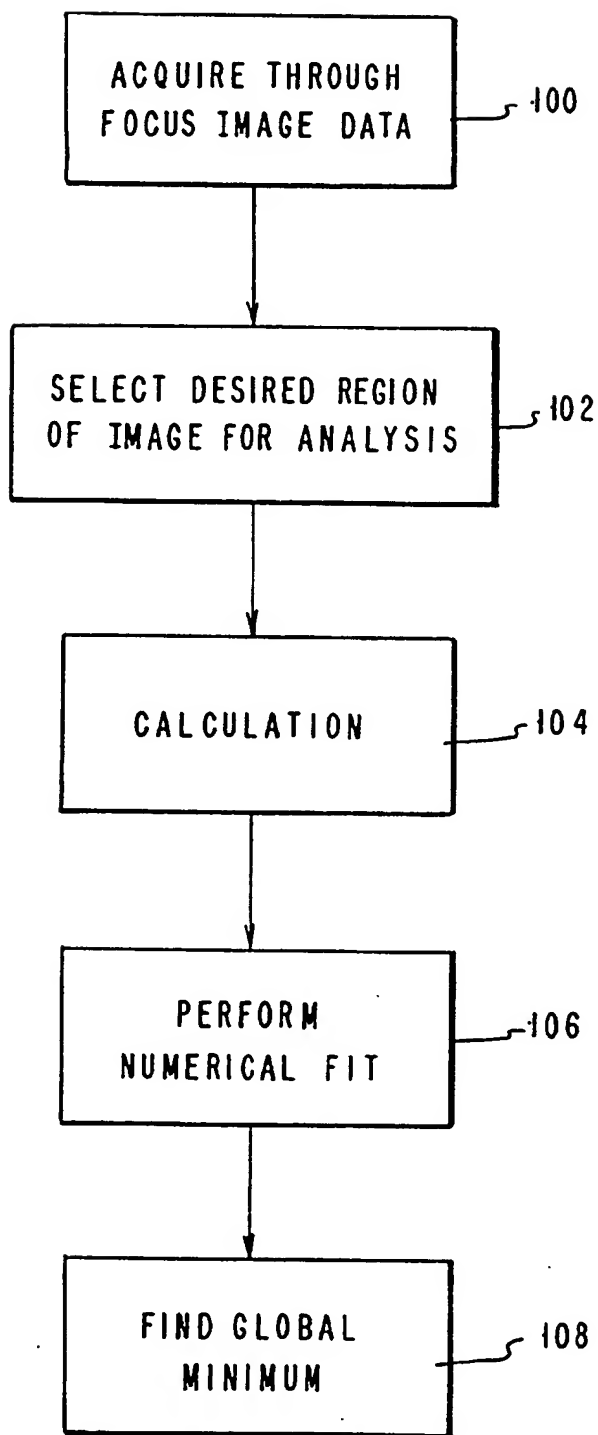 ACQUIRE THROUGH
FOCUS IMAGE DATA
100
SELECT DESIRED REGION
OF IMAGE FOR ANALYSIS
102
CALCULATION
104
PERFORM
NUMERICAL FIT
106
FIND GLOBAL
MINIMUM
108